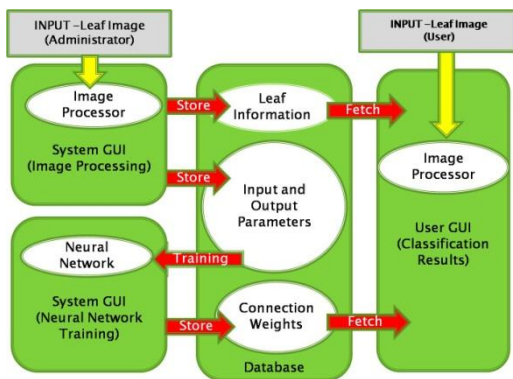 INPUT –Leaf Image
(Administrator)
INPUT –Leaf Image
(User)
Image
Processor
System GUI
(Image Processing)
Store
Store
Leaf
Information
Fetch
Input and
Output
Parameters
Image
Processor
User GUI
(Classification
Results)
Neural
Network
Training
System GUI
(Neural Network
Training)
Store
Connection
Weights
Fetch
Database